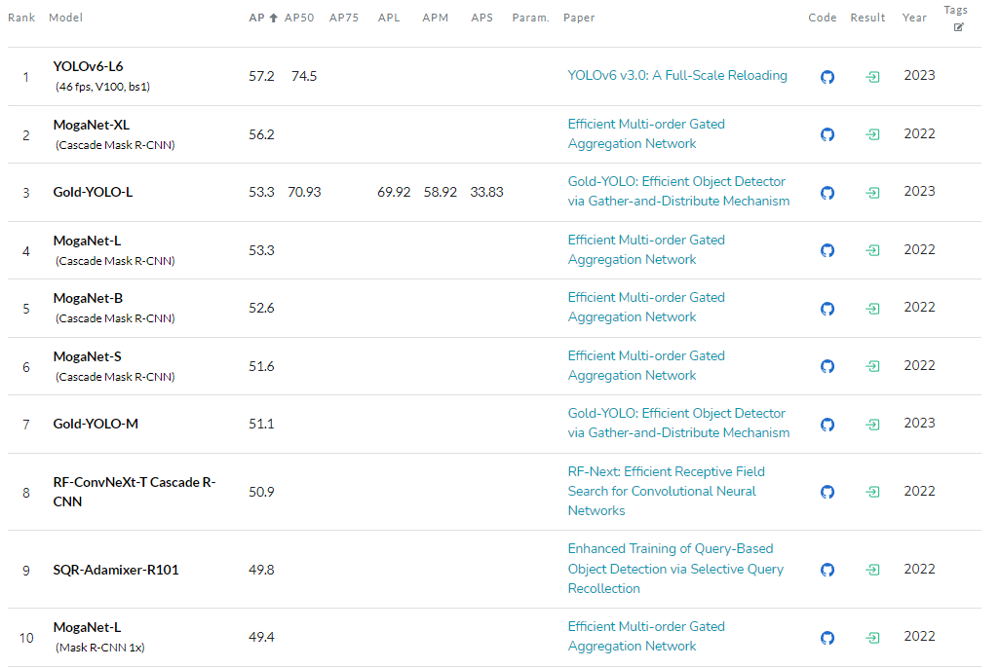 Rank Model AP AP50 AP75 APL APM APS Param. Paper Code Result Year Tags
1 YOLOv6-L6 57.2 74.5 YOLOv6 v3.0: A Full-Scale Reloading 2023
(46 fps, V100, bs1)
2 MogaNet-XL 56.2 Efficient Multi-order Gated 2022
(Cascade Mask R-CNN) Aggregation Network
3 Gold-YOLO-L 53.3 70.93 69.92 58.92 33.83 Gold-YOLO: Efficient Object Detector 2023
via Gather-and-Distribute Mechanism
4 MogaNet-L 53.3 Efficient Multi-order Gated 2022
(Cascade Mask R-CNN) Aggregation Network
5 MogaNet-B 52.6 Efficient Multi-order Gated 2022
(Cascade Mask R-CNN) Aggregation Network
6 MogaNet-S 51.6 Efficient Multi-order Gated 2022
(Cascade Mask R-CNN) Aggregation Network
7 Gold-YOLO-M 51.1 Gold-YOLO: Efficient Object Detector 2023
via Gather-and-Distribute Mechanism
8 RF-ConvNeXt-T Cascade R- 50.9 RF-Next: Efficient Receptive Field 2022
CNN Search for Convolutional Neural
Networks
9 SQR-Adamixer-R101 49.8 Enhanced Training of Query-Based 2022
Object Detection via Selective Query
Recollection
10 MogaNet-L 49.4 Efficient Multi-order Gated 2022
(Mask R-CNN 1x) Aggregation Network